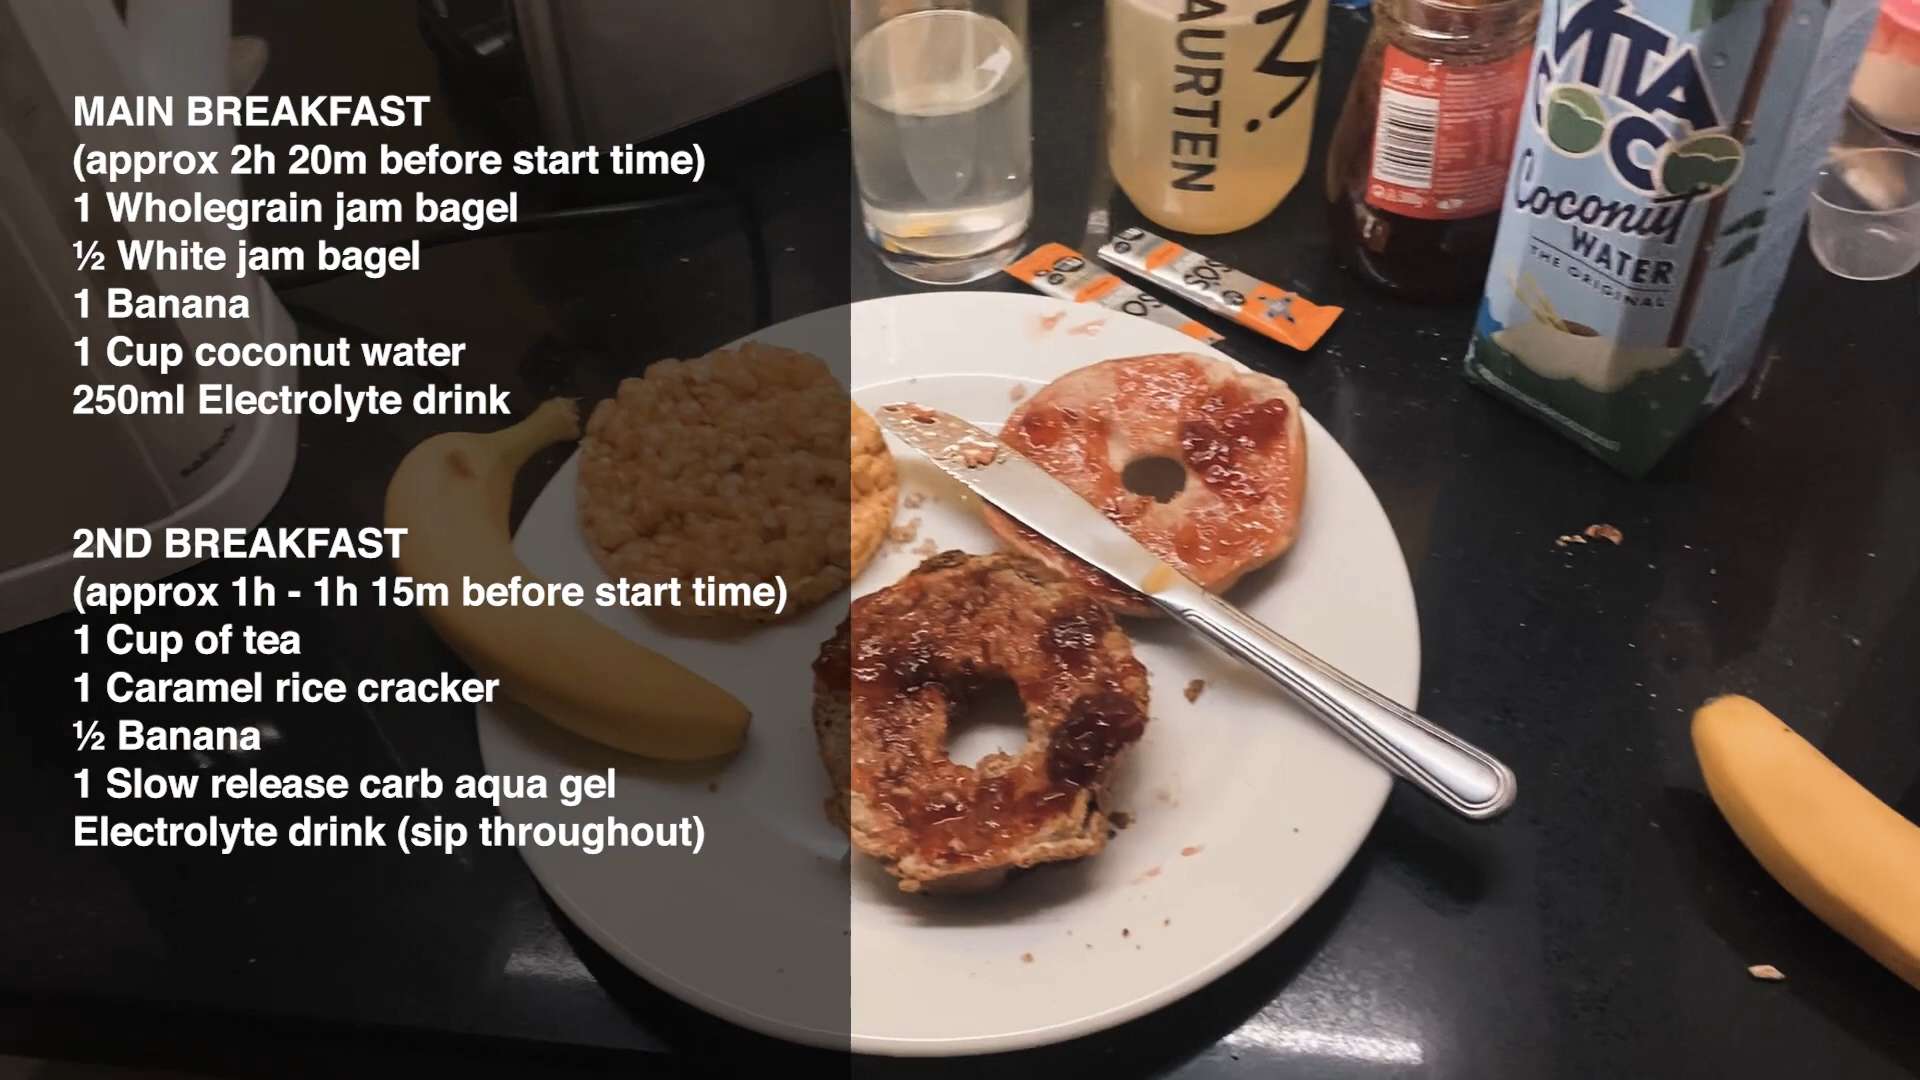 MAIN BREAKFAST
(approx 2h 20m before start time)
1 Wholegrain jam bagel
½ White jam bagel
1 Banana
1 Cup coconut water
250ml Electrolyte drink
2ND BREAKFAST
(approx 1h - 1h 15m before start time)
1 Cup of tea
1 Caramel rice cracker
½ Banana
1 Slow release carb aqua gel
Electrolyte drink (sip throughout)
AURTEN
VITA
COCO
Coconut
WATER
THE ORIGINAL